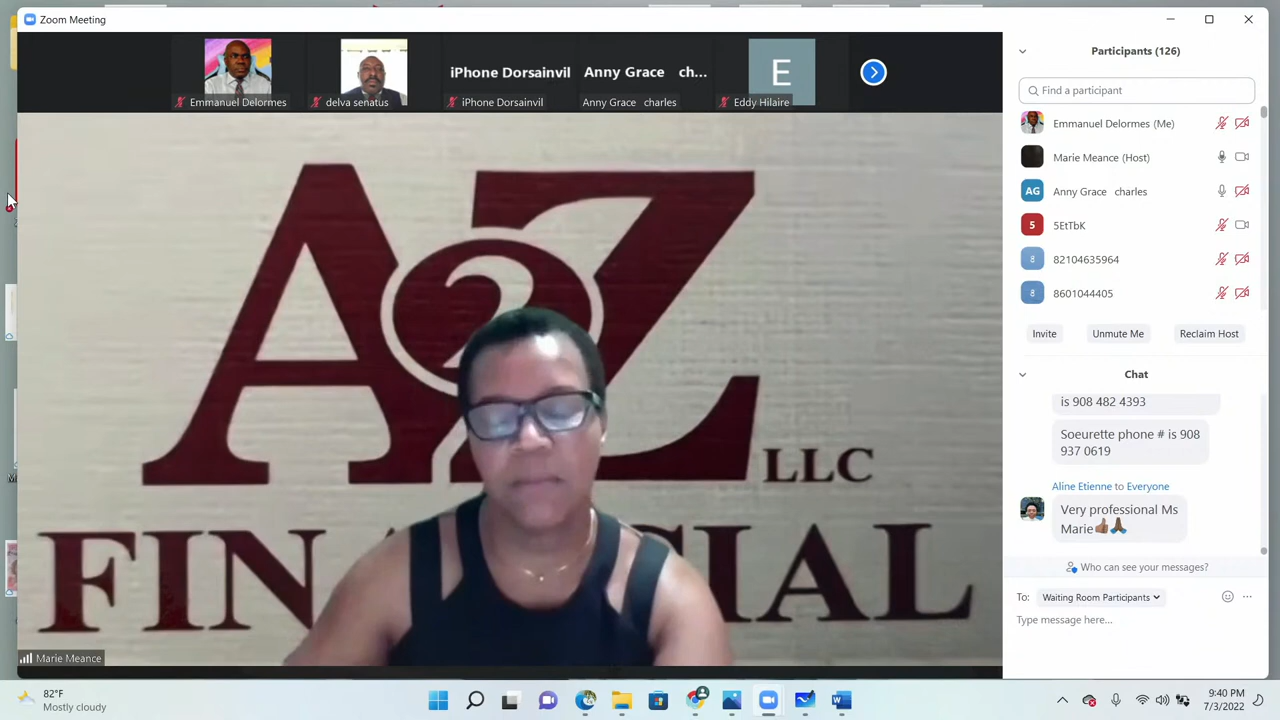 Zoom Meeting
Emmanuel Delormes
delva senatus
iPhone Dorsainvil
iPhone Dorsainvil
Anny Grace ch...
Anny Grace charles
E
Eddy Hilaire
A2Z
LLC
FIN CIAL
Marie Meance
Participants (126)
Find a participant
Emmanuel Delormes (Me)
Marie Meance (Host)
AG Anny Grace charles
5 5EtTbK
8 82104635964
8 8601044405
Invite Unmute Me Reclaim Host
Chat
is 908 482 4393
Soeurette phone # is 908
937 0619
Aline Etienne to Everyone
Very professional Ms
Marie👍🏾🙏🏾
Who can see your messages?
To: Waiting Room Participants
Type message here...
82°F
Mostly cloudy
9:40 PM
7/3/2022